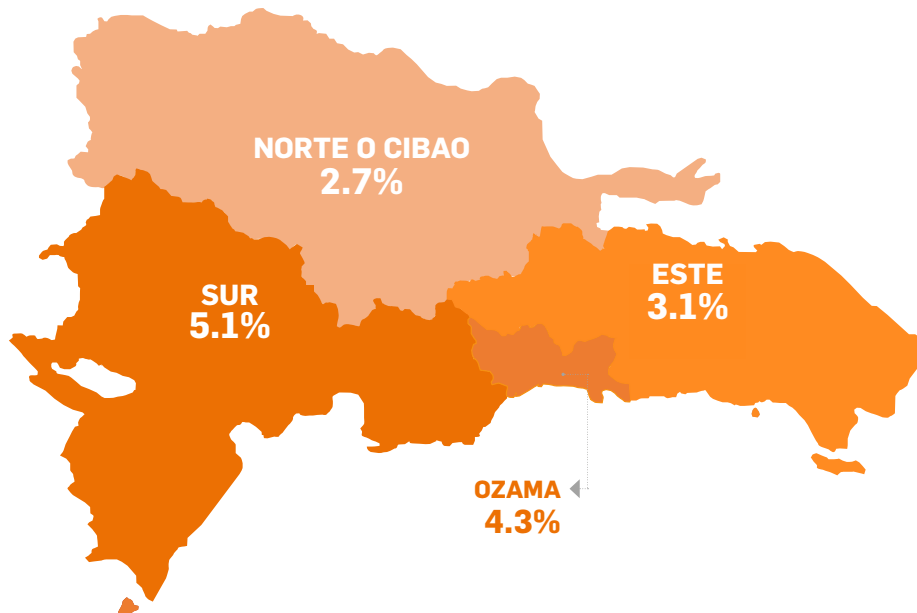 NORTE O CIBAO
2.7%
SUR
5.1%
ESTE
3.1%
OZAMA
4.3%